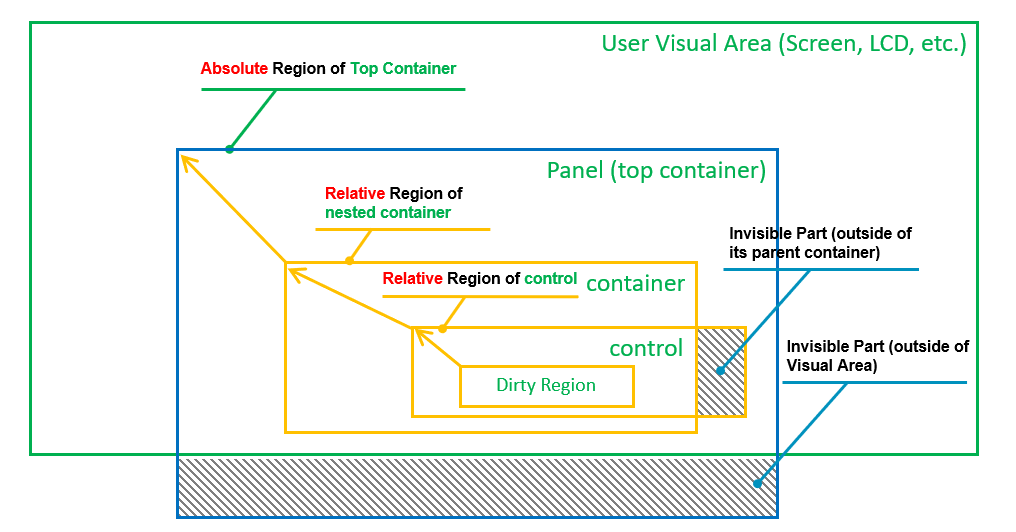 User Visual Area (Screen, LCD, etc.)
Absolute Region of Top Container
Panel (top container)
Relative Region of
nested container
Invisible Part (outside of
its parent container)
Relative Region of control
container
control
Invisible Part (outside of
Visual Area)
Dirty Region